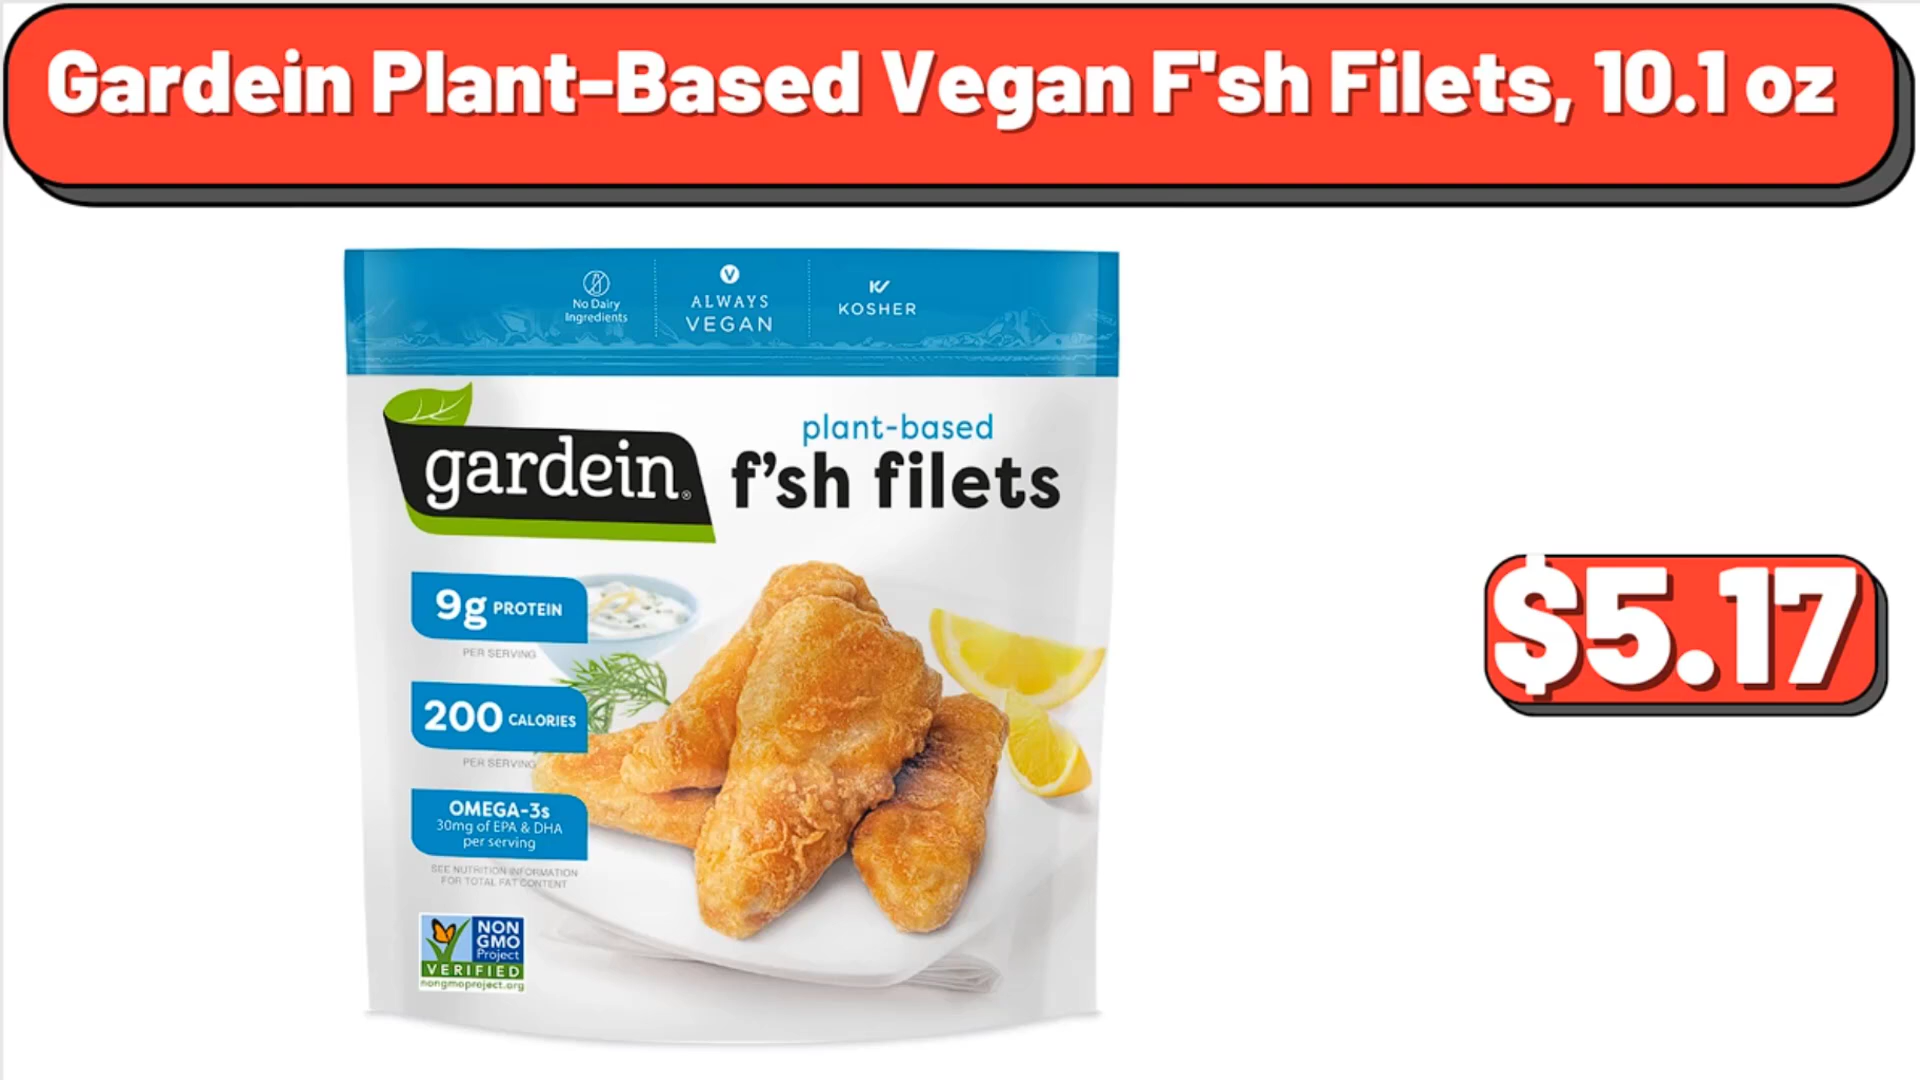 Gardein Plant-Based Vegan F'sh Filets, 10.1 oz
No Dairy
Ingredients
V
ALWAYS
VEGAN
K
KOSHER
gardein®
plant-based
f'sh filets
9g PROTEIN
PER SERVING
200 CALORIES
PER SERVING
OMEGA-3s
30mg of EPA & DHA
per serving
SEE NUTRITION INFORMATION
FOR TOTAL FAT CONTENT
NON
GMO
Project
VERIFIED
nongmoproject.org
$5.17